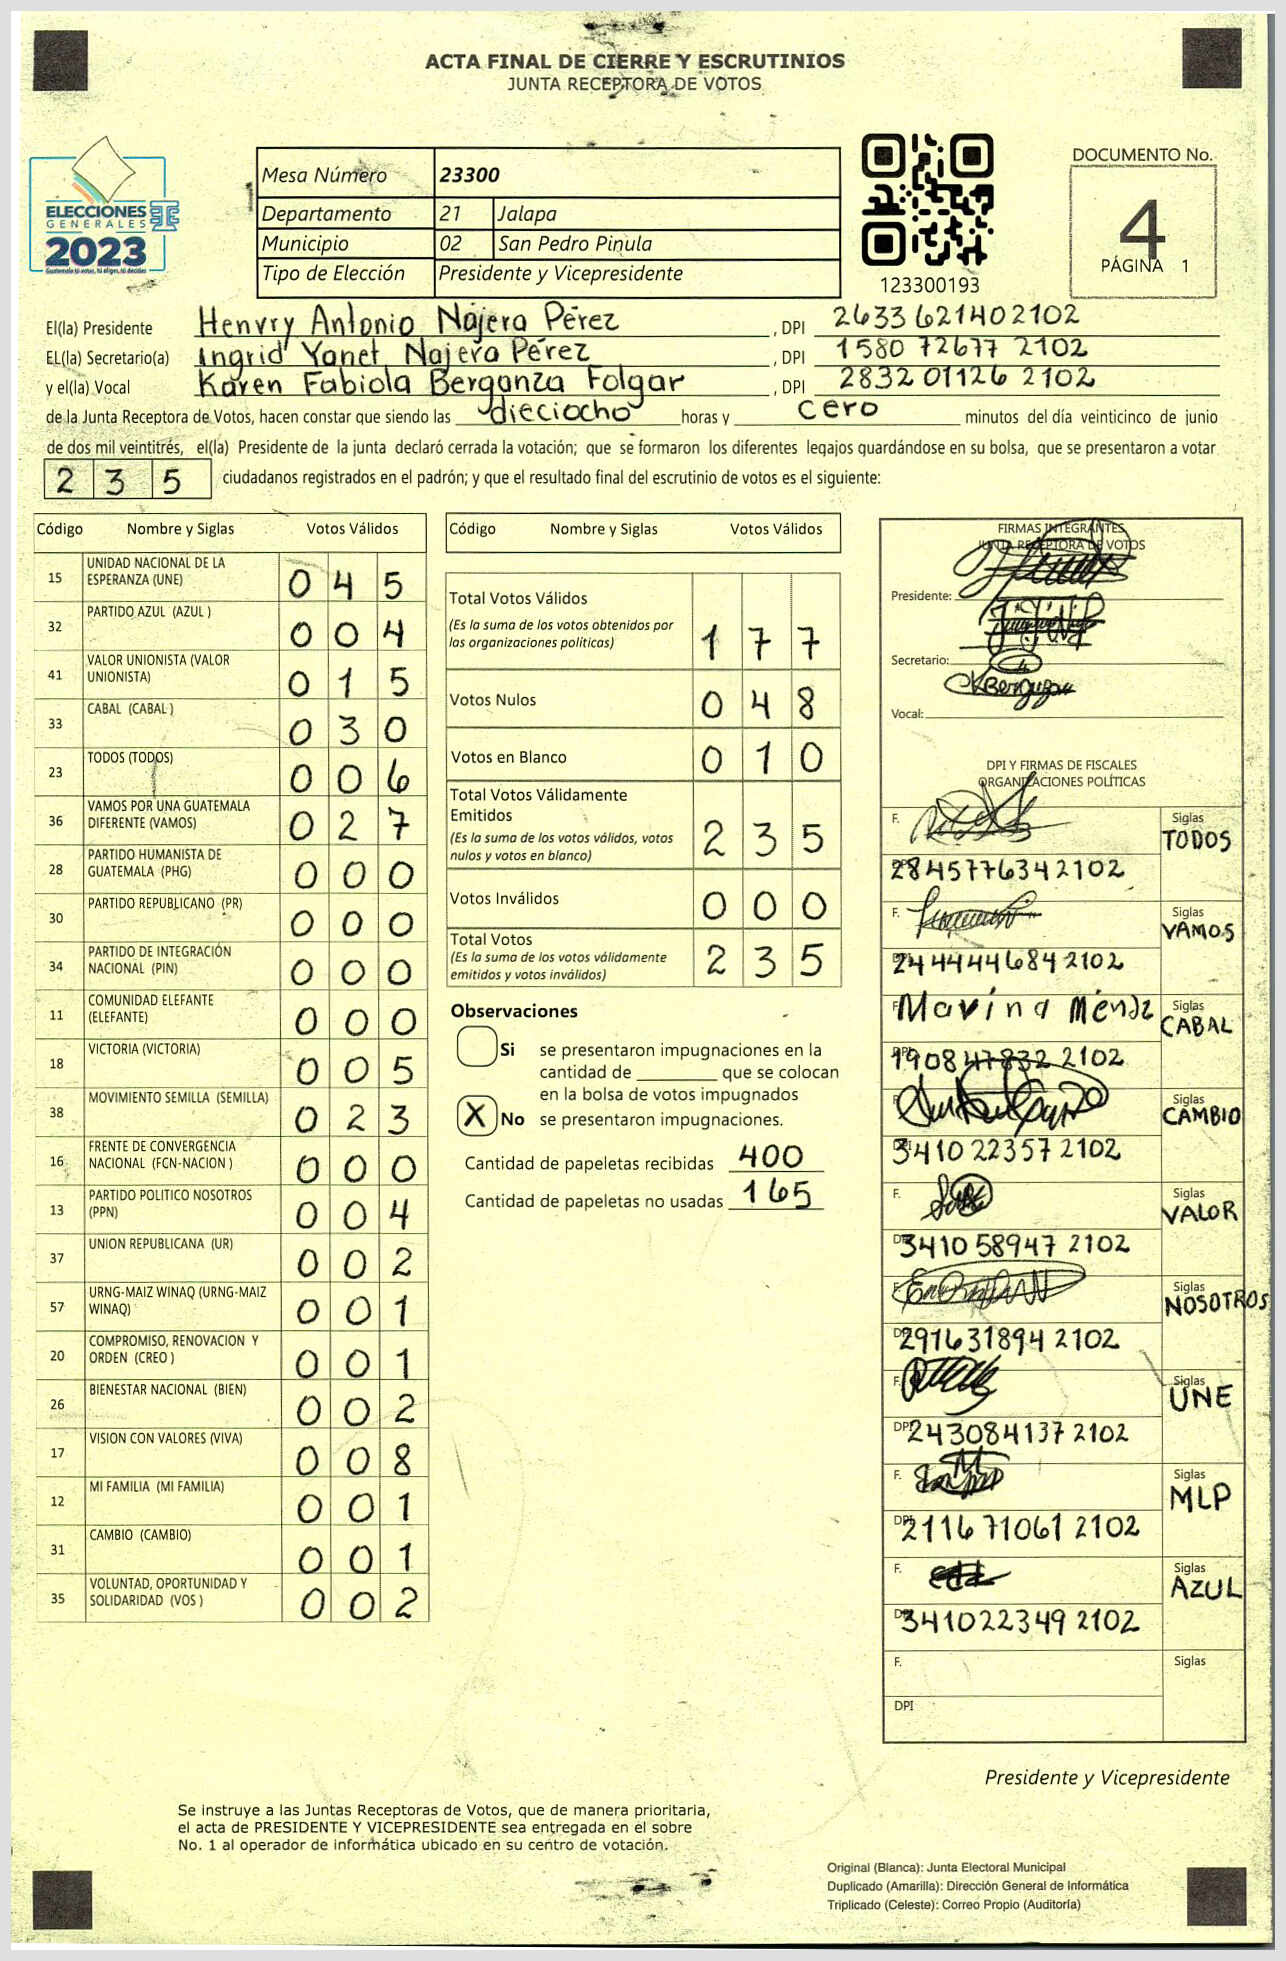 ACTA FINAL DE CIERRE Y ESCRUTINIOS
JUNTA RECEPTORA DE VOTOS
ELECCIONES
GENERALES
2023
Guatemala tú votas, tú eliges, tú decides
Mesa Número 23300
Departamento 21 Jalapa
Municipio 02 San Pedro Pinula
Tipo de Elección Presidente y Vicepresidente
123300193
DOCUMENTO No.
4
PÁGINA 1
El(la) Presidente Henvry Antonio Nájera Pérez , DPI 2633 62140 2102
EL(la) Secretario(a) Ingrid Yanet Najera Pérez , DPI 1580 72677 2102
y el(la) Vocal Karen Fabiola Berganza Folgar , DPI 2832 01126 2102
de la Junta Receptora de Votos, hacen constar que siendo las dieciocho horas y cero minutos del día veinticinco de junio
de dos mil veintitrés, el(la) Presidente de la junta declaró cerrada la votación; que se formaron los diferentes legajos guardándose en su bolsa, que se presentaron a votar
2 3 5 ciudadanos registrados en el padrón; y que el resultado final del escrutinio de votos es el siguiente:
Código Nombre y Siglas Votos Válidos
15 UNIDAD NACIONAL DE LA
ESPERANZA (UNE) 0 4 5
32 PARTIDO AZUL (AZUL ) 0 0 4
41 VALOR UNIONISTA (VALOR
UNIONISTA) 0 1 5
33 CABAL (CABAL ) 0 3 0
23 TODOS (TODOS) 0 0 6
36 VAMOS POR UNA GUATEMALA
DIFERENTE (VAMOS) 0 2 7
28 PARTIDO HUMANISTA DE
GUATEMALA (PHG) 0 0 0
30 PARTIDO REPUBLICANO (PR) 0 0 0
34 PARTIDO DE INTEGRACIÓN
NACIONAL (PIN) 0 0 0
11 COMUNIDAD ELEFANTE
(ELEFANTE) 0 0 0
18 VICTORIA (VICTORIA) 0 0 5
38 MOVIMIENTO SEMILLA (SEMILLA) 0 2 3
16 FRENTE DE CONVERGENCIA
NACIONAL (FCN-NACION ) 0 0 0
13 PARTIDO POLITICO NOSOTROS
(PPN) 0 0 4
37 UNION REPUBLICANA (UR) 0 0 2
57 URNG-MAIZ WINAQ (URNG-MAIZ
WINAQ) 0 0 1
20 COMPROMISO, RENOVACION Y
ORDEN (CREO ) 0 0 1
26 BIENESTAR NACIONAL (BIEN) 0 0 2
17 VISION CON VALORES (VIVA) 0 0 8
12 MI FAMILIA (MI FAMILIA) 0 0 1
31 CAMBIO (CAMBIO) 0 0 1
35 VOLUNTAD, OPORTUNIDAD Y
SOLIDARIDAD (VOS ) 0 0 2
Código Nombre y Siglas Votos Válidos
Total Votos Válidos
(Es la suma de los votos obtenidos por
las organizaciones políticas) 1 7 7
Votos Nulos 0 4 8
Votos en Blanco 0 1 0
Total Votos Válidamente
Emitidos
(Es la suma de los votos válidos, votos
nulos y votos en blanco) 2 3 5
Votos Inválidos 0 0 0
Total Votos
(Es la suma de los votos válidamente
emitidos y votos inválidos) 2 3 5
Observaciones
Si se presentaron impugnaciones en la
cantidad de ________ que se colocan
en la bolsa de votos impugnados
X No se presentaron impugnaciones.
Cantidad de papeletas recibidas 400
Cantidad de papeletas no usadas 165
FIRMAS INTEGRANTES
JUNTA RECEPTORA DE VOTOS
Presidente:
Secretario:
Vocal:
DPI Y FIRMAS DE FISCALES
ORGANIZACIONES POLÍTICAS
F. Siglas
TODOS
DPI 2845776342102
F. Siglas
VAMOS
DPI 2444446842102
F. Mavina Méndz Siglas
CABAL
DPI 1908 47832 2102
F. Siglas
CAMBIO
DPI 3410 22357 2102
F. Siglas
VALOR
DPI 3410 58947 2102
F. Siglas
NOSOTROS
DPI 291631894 2102
F. Siglas
UNE
DPI 243084137 2102
F. Siglas
MLP
DPI 2116 71061 2102
F. Siglas
AZUL
DPI 341022349 2102
F. Siglas
DPI
Presidente y Vicepresidente
Se instruye a las Juntas Receptoras de Votos, que de manera prioritaria,
el acta de PRESIDENTE Y VICEPRESIDENTE sea entregada en el sobre
No. 1 al operador de informática ubicado en su centro de votación.
Original (Blanca): Junta Electoral Municipal
Duplicado (Amarilla): Dirección General de Informática
Triplicado (Celeste): Correo Propio (Auditoría)